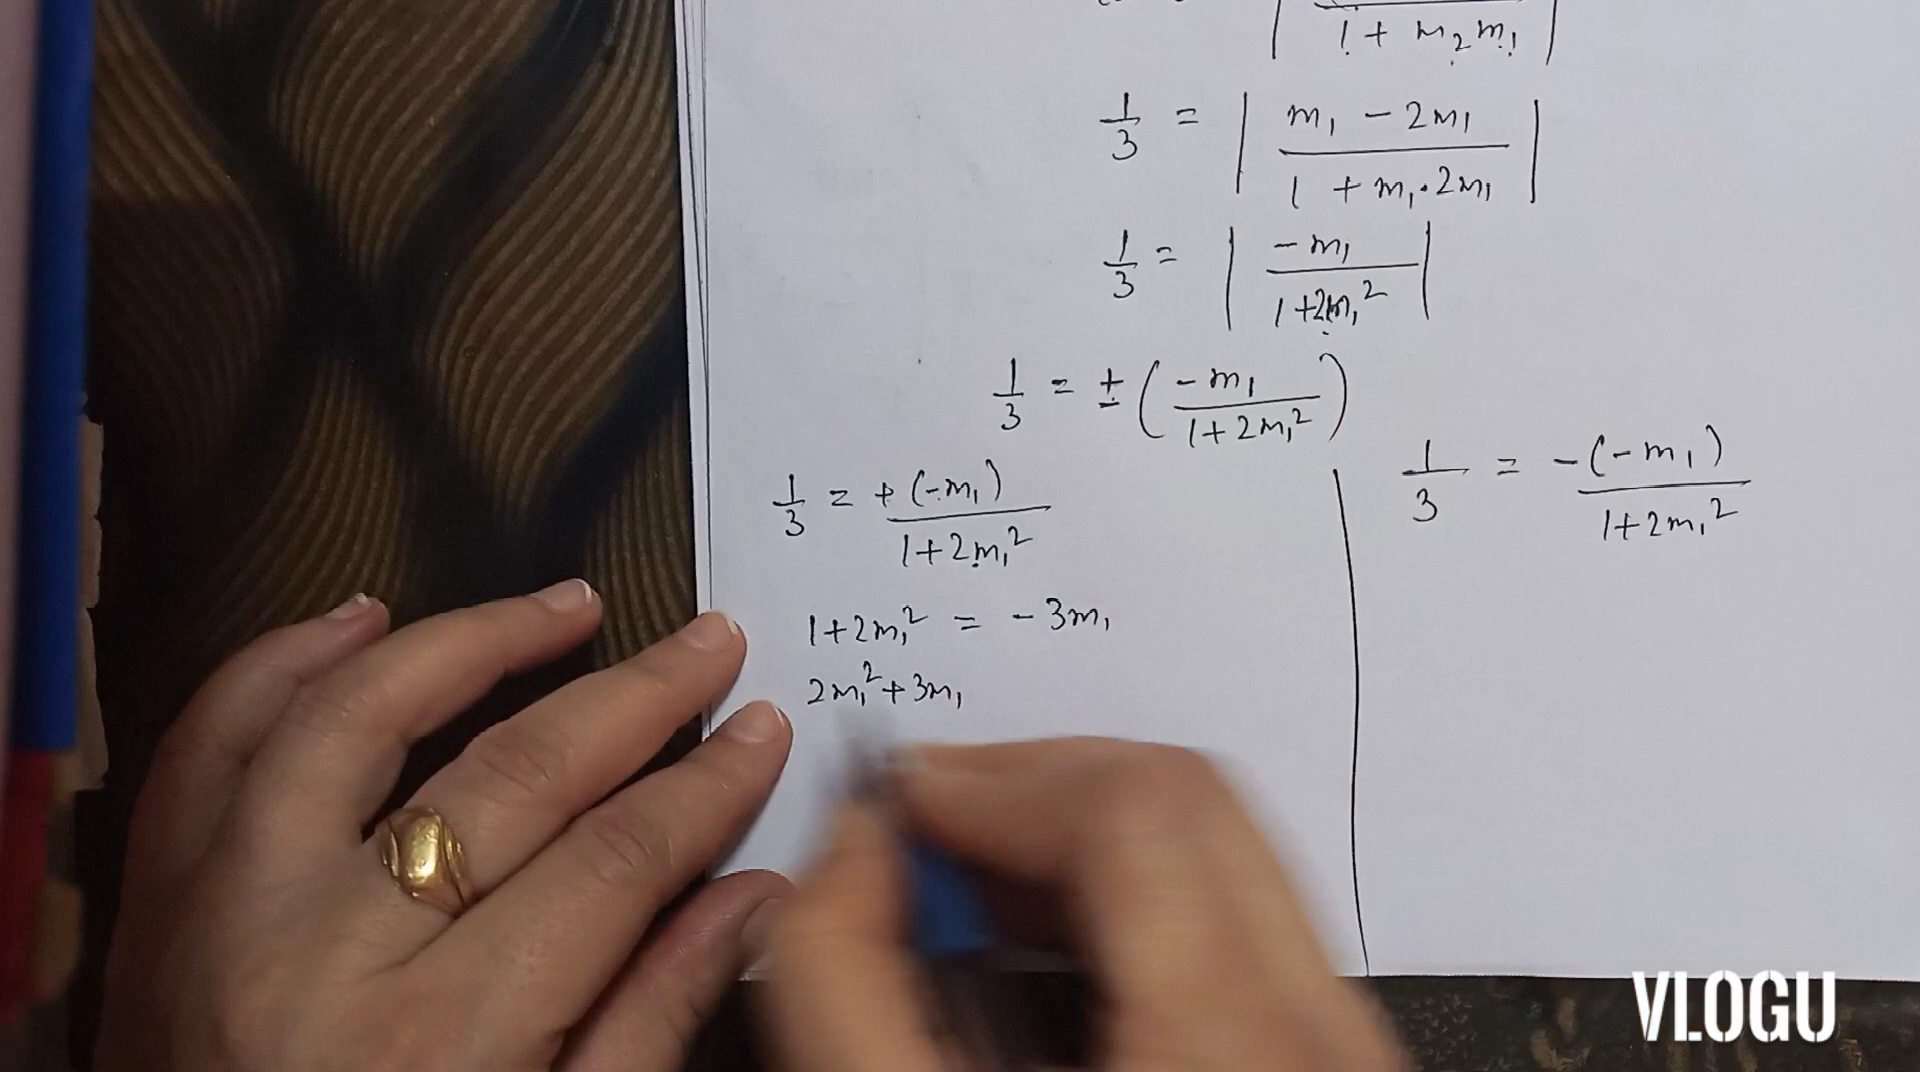 1 + m₂m₁
1/3 = | (m₁ - 2m₁)/(1 + m₁·2m₁) |
1/3 = | -m₁/(1+2m₁²) |
1/3 = ± ( -m₁/(1+2m₁²) )
1/3 = +(-m₁)/(1+2m₁²)
1+2m₁² = -3m₁
2m₁²+3m₁
1/3 = -(-m₁)/(1+2m₁²)
VLOGU